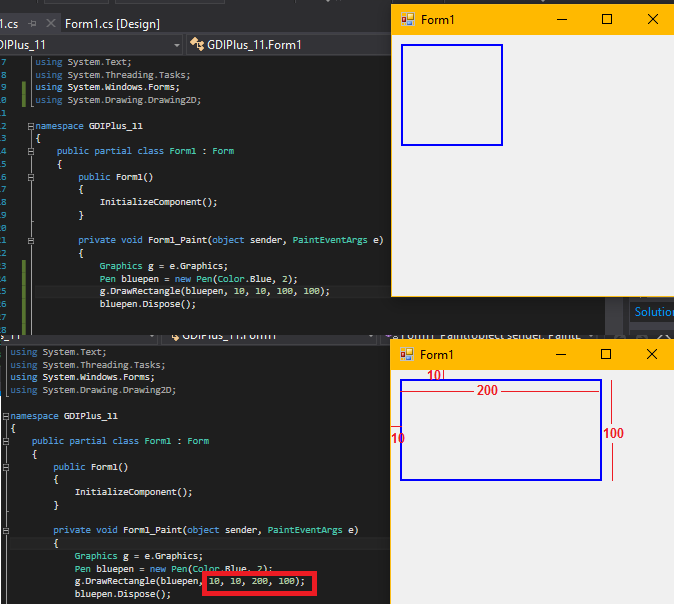 1.cs
Form1.cs [Design]
DIPlus_11
GDIPlus_11.Form1
7 using System.Text;
8 using System.Threading.Tasks;
9 using System.Windows.Forms;
10 using System.Drawing.Drawing2D;
11
12 namespace GDIPlus_11
13 {
14 public partial class Form1 : Form
15 {
16 public Form1()
17 {
18 InitializeComponent();
19 }
20
21 private void Form1_Paint(object sender, PaintEventArgs e)
22 {
23 Graphics g = e.Graphics;
24 Pen bluepen = new Pen(Color.Blue, 2);
25 g.DrawRectangle(bluepen, 10, 10, 100, 100);
26 bluepen.Dispose();
27
28
Form1
Solution
using System.Text;
using System.Threading.Tasks;
using System.Windows.Forms;
using System.Drawing.Drawing2D;
namespace GDIPlus_11
{
public partial class Form1 : Form
{
public Form1()
{
InitializeComponent();
}
private void Form1_Paint(object sender, PaintEventArgs e)
{
Graphics g = e.Graphics;
Pen bluepen = new Pen(Color.Blue, 2);
g.DrawRectangle(bluepen, 10, 10, 200, 100);
bluepen.Dispose();
Form1
10
200
10
100